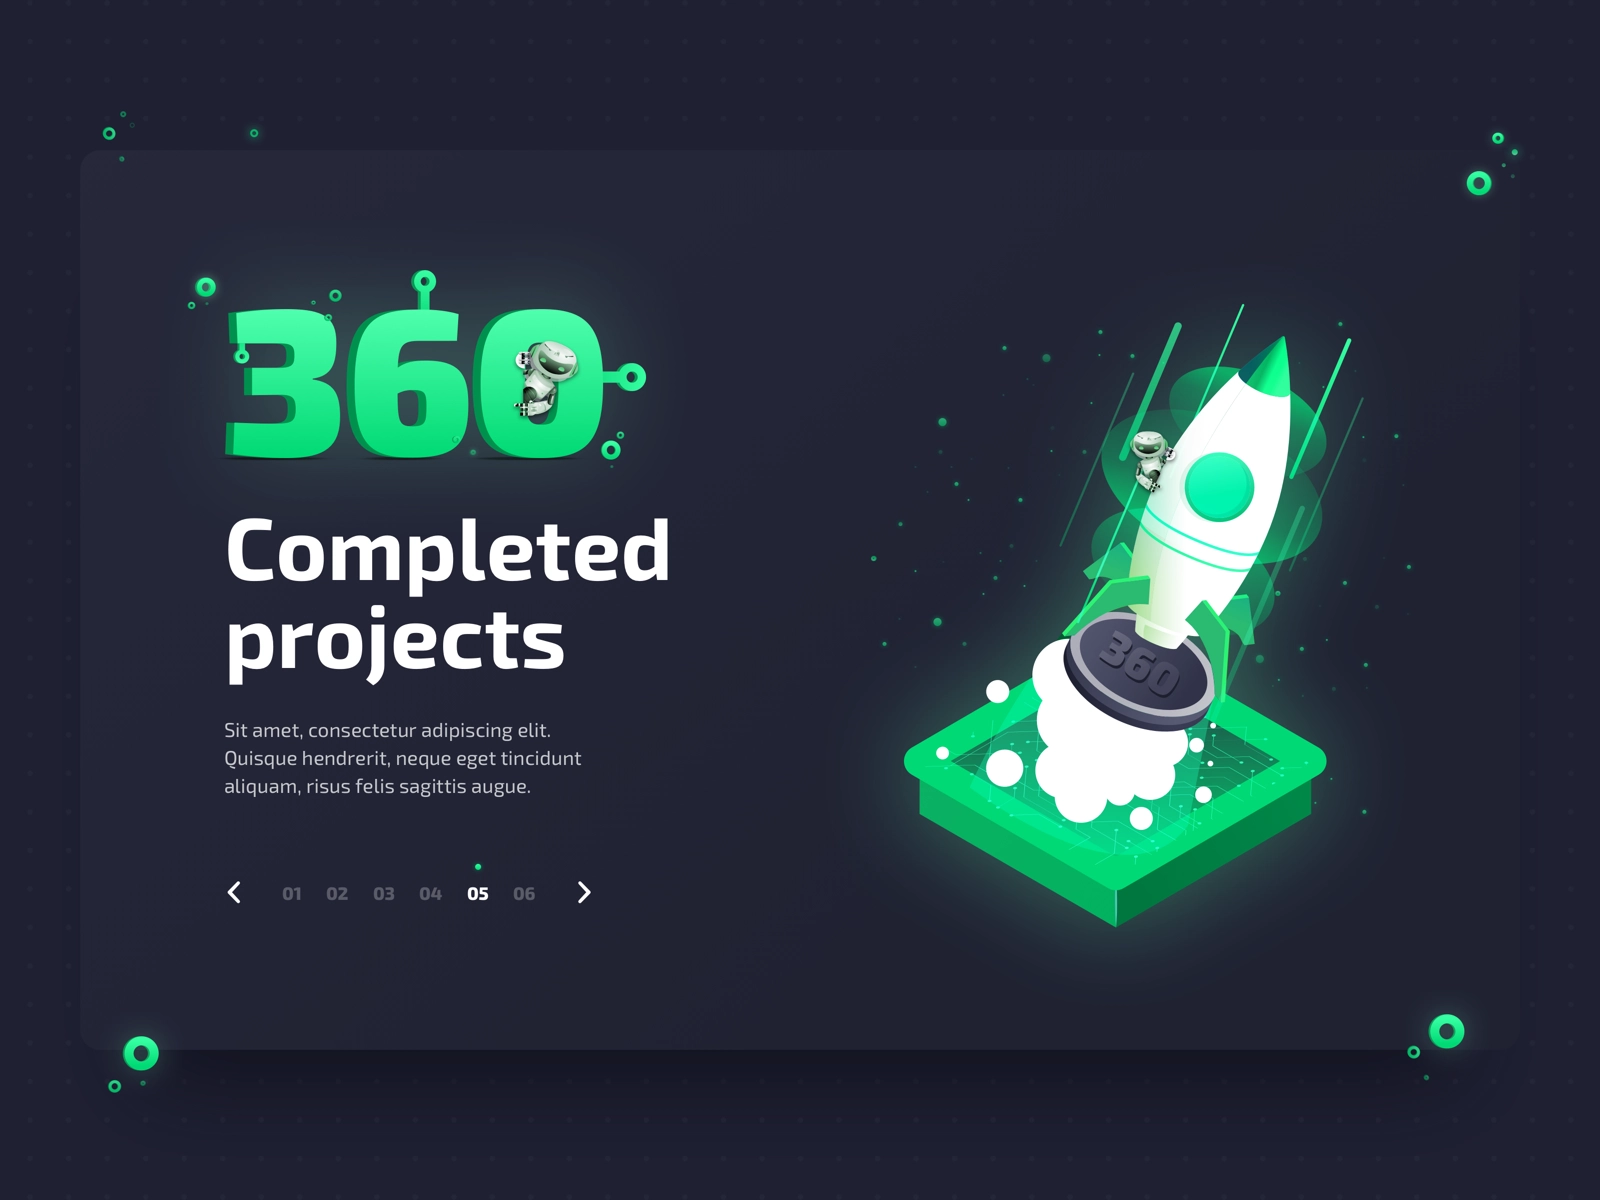 360
Completed
projects
Sit amet, consectetur adipiscing elit.
Quisque hendrerit, neque eget tincidunt
aliquam, risus felis sagittis augue.
01 02 03 04 05 06
360